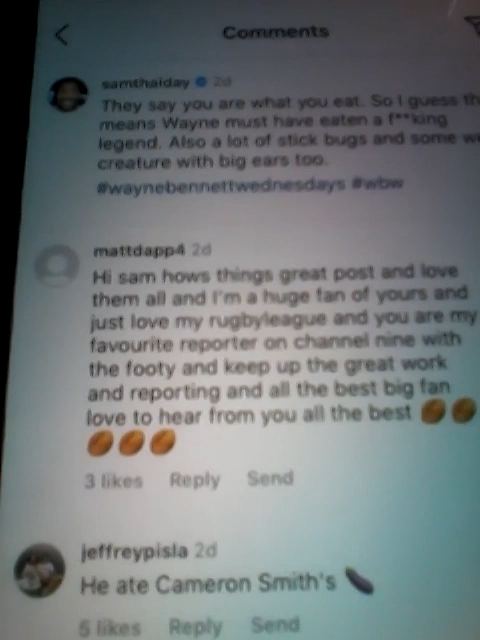 Comments
samthaiday 2d
They say you are what you eat. So I guess
means Wayne must have eaten a f**king
legend. Also a lot of stick bugs and some
creature with big ears too.
#waynebennettwednesdays #wbw
mattdapp4 2d
Hi sam hows things great post and love
them all and I'm a huge fan of yours and
just love my rugbyleague and you are my
favourite reporter on channel nine with
the footy and keep up the great work
and reporting and all the best big fan
love to hear from you all the best 🏉🏉
🏉🏉🏉
3 likes Reply Send
jeffreypisla 2d
He ate Cameron Smith's 🍆
5 likes Reply Send